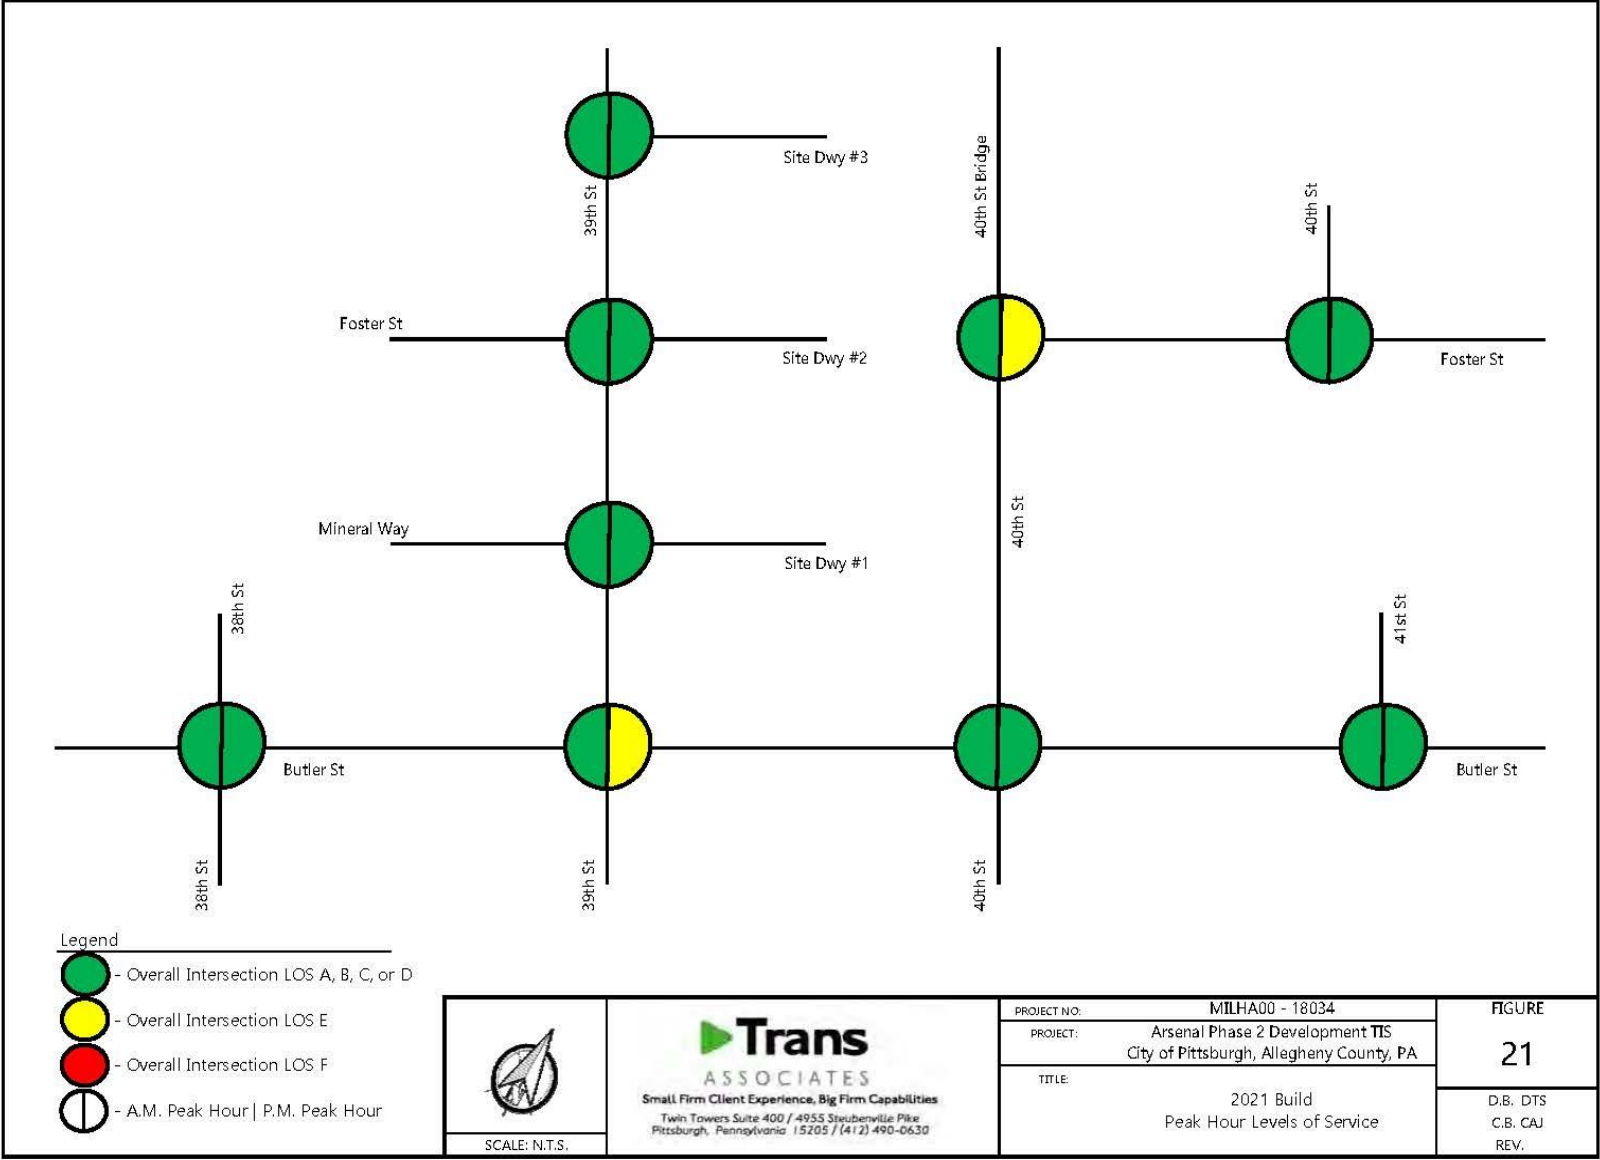 Site Dwy #3
39th St
40th St Bridge
40th St
Foster St
Site Dwy #2
Foster St
Mineral Way
Site Dwy #1
40th St
38th St
41st St
Butler St
Butler St
38th St
39th St
40th St
Legend
- Overall Intersection LOS A, B, C, or D
- Overall Intersection LOS E
- Overall Intersection LOS F
- A.M. Peak Hour | P.M. Peak Hour
SCALE: N.T.S.
Trans
ASSOCIATES
Small Firm Client Experience, Big Firm Capabilities
Twin Towers Suite 400 / 4955 Steubenville Pike
Pittsburgh, Pennsylvania 15205 / (412) 490-0630
PROJECT NO: MILHA00 - 18034
PROJECT: Arsenal Phase 2 Development TIS
City of Pittsburgh, Allegheny County, PA
TITLE:
2021 Build
Peak Hour Levels of Service
FIGURE
21
D.B. DTS
C.B. CAJ
REV.